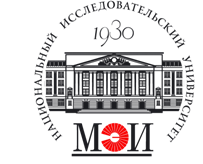 НАЦИОНАЛЬНЫЙ ИССЛЕДОВАТЕЛЬСКИЙ УНИВЕРСИТЕТ
1930
МЭИ